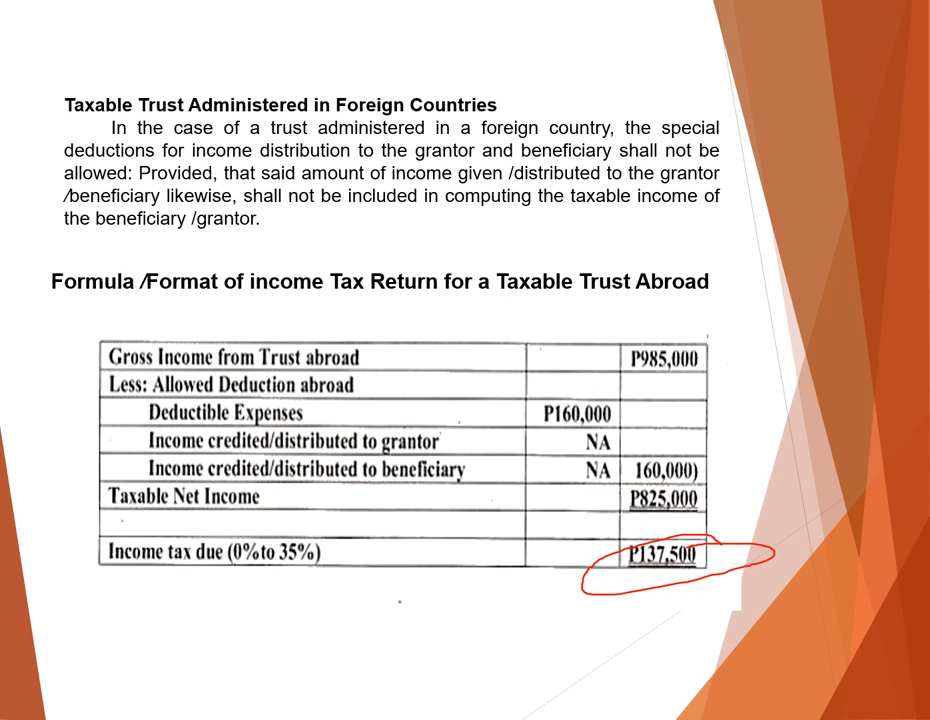 Taxable Trust Administered in Foreign Countries
In the case of a trust administered in a foreign country, the special
deductions for income distribution to the grantor and beneficiary shall not be
allowed: Provided, that said amount of income given /distributed to the grantor
/beneficiary likewise, shall not be included in computing the taxable income of
the beneficiary /grantor.
Formula /Format of income Tax Return for a Taxable Trust Abroad
Gross Income from Trust abroad P985,000
Less: Allowed Deduction abroad
Deductible Expenses P160,000
Income credited/distributed to grantor NA
Income credited/distributed to beneficiary NA 160,000)
Taxable Net Income P825,000
Income tax due (0%to 35%) P137,500